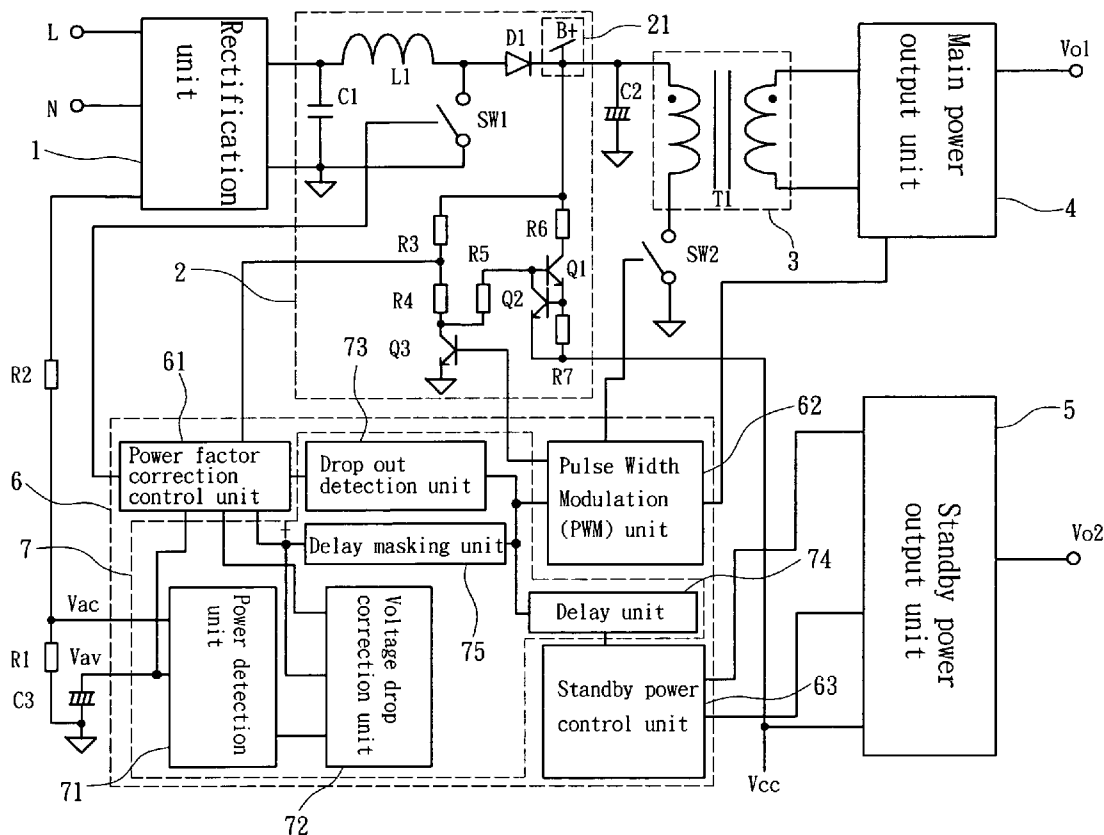 L
N
1
Rectification unit
C1
L1
D1
SW1
B+
21
C2
T1
3
Main power output unit
Vo1
4
R3
R4
R5
R6
Q1
Q2
Q3
R7
2
SW2
R2
61
Power factor
correction
control unit
6
73
Drop out
detection unit
62
Pulse Width
Modulation
(PWM) unit
5
Standby power output unit
Vo2
7
Delay masking unit
75
74
Delay unit
Vac
Vav
R1
C3
Power detection unit
71
Voltage drop correction unit
72
Standby power
control unit
63
Vcc